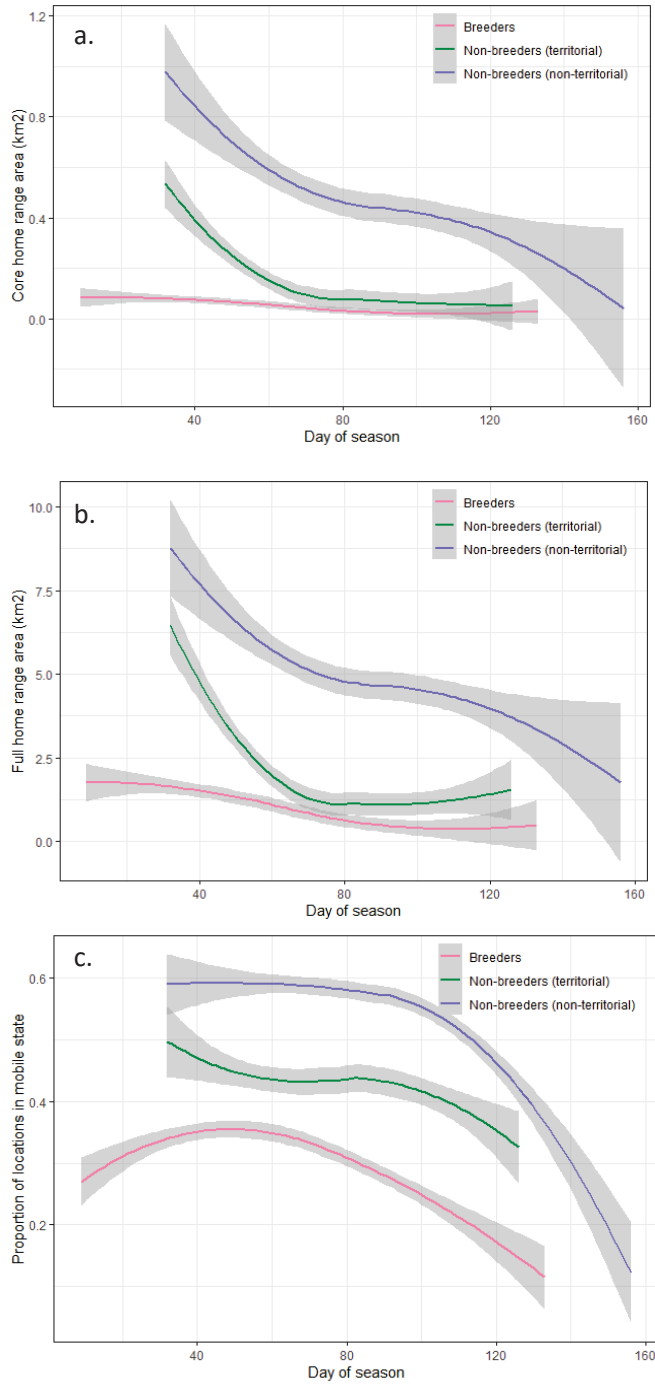 a.
Breeders
Non-breeders (territorial)
Non-breeders (non-territorial)
1.2
0.8
0.4
0.0
Core home range area (km2)
40 80 120 160
Day of season
b.
Breeders
Non-breeders (territorial)
Non-breeders (non-territorial)
10.0
7.5
5.0
2.5
0.0
Full home range area (km2)
40 80 120 160
Day of season
c.
Breeders
Non-breeders (territorial)
Non-breeders (non-territorial)
0.6
0.4
0.2
Proportion of locations in mobile state
40 80 120 160
Day of season